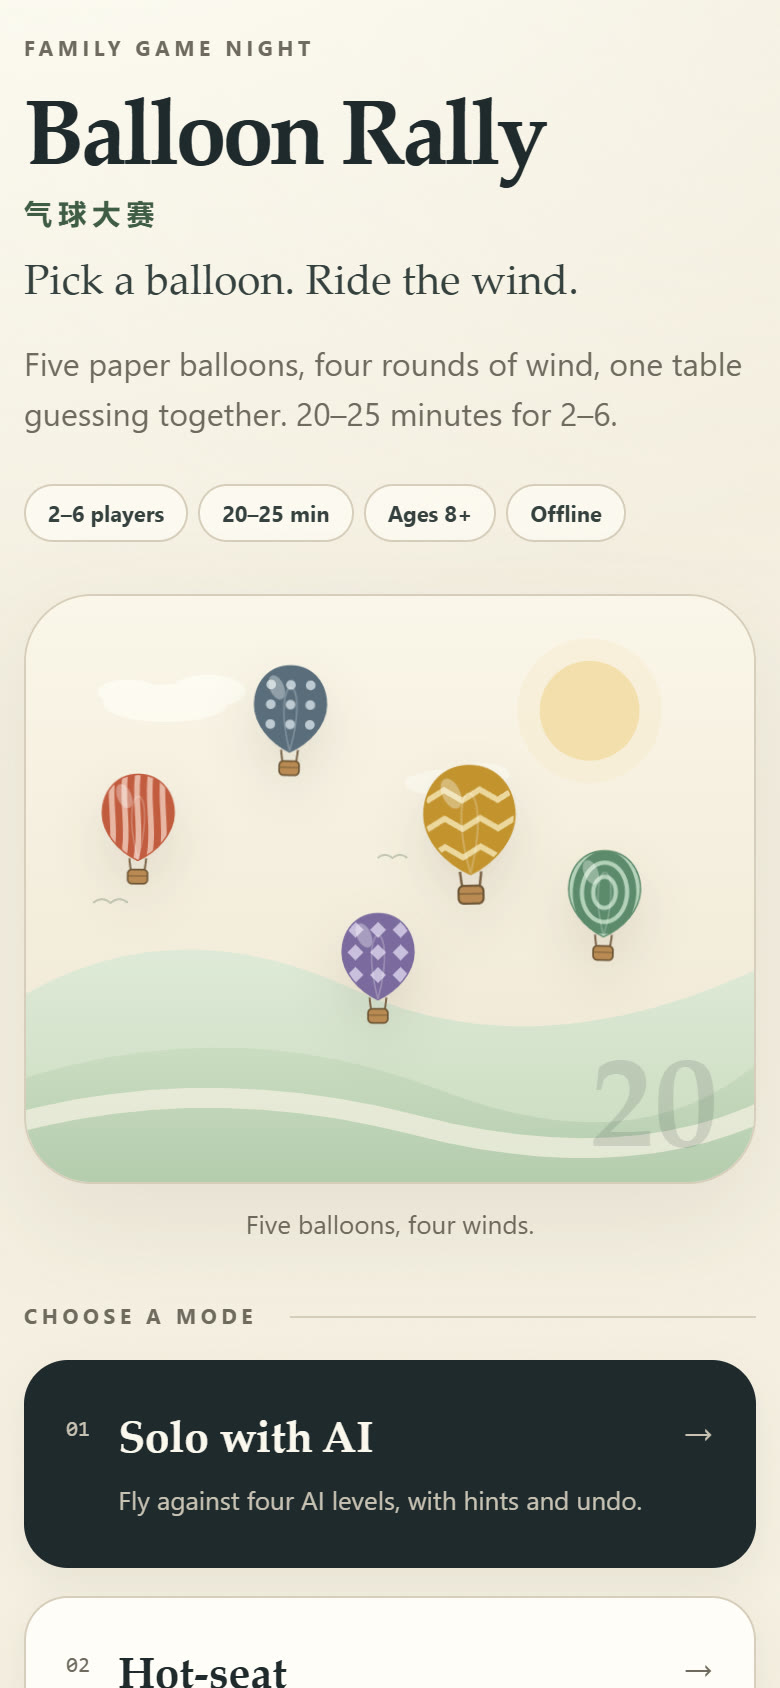 FAMILY GAME NIGHT
Balloon Rally
气球大赛
Pick a balloon. Ride the wind.
Five paper balloons, four rounds of wind, one table
guessing together. 20–25 minutes for 2–6.
2–6 players
20–25 min
Ages 8+
Offline
20
Five balloons, four winds.
CHOOSE A MODE
01
Solo with AI
→
Fly against four AI levels, with hints and undo.
02
Hot-seat
→